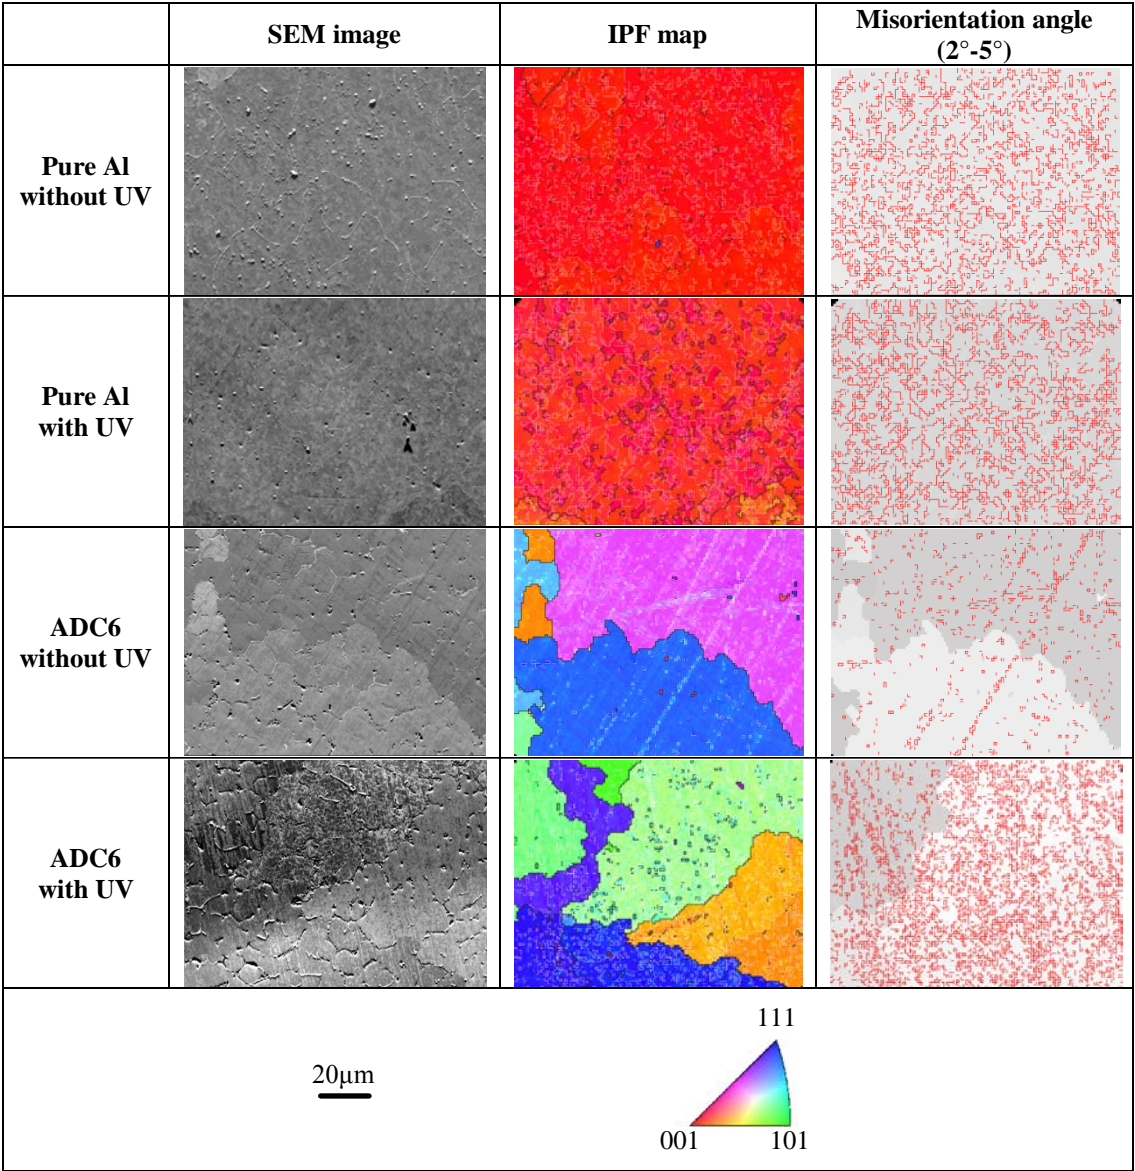 SEM image
IPF map
Misorientation angle
(2°-5°)
Pure Al
without UV
Pure Al
with UV
ADC6
without UV
ADC6
with UV
20µm
111
001
101